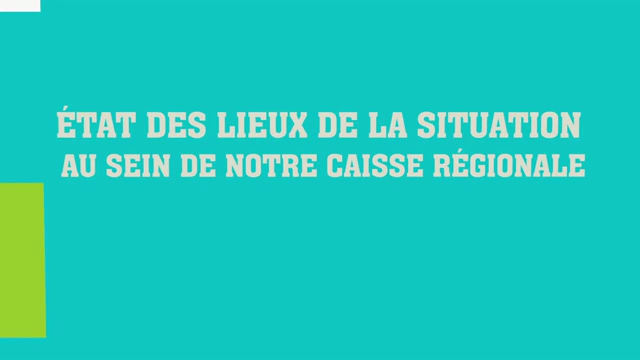 ÉTAT DES LIEUX DE LA SITUATION
AU SEIN DE NOTRE CAISSE RÉGIONALE